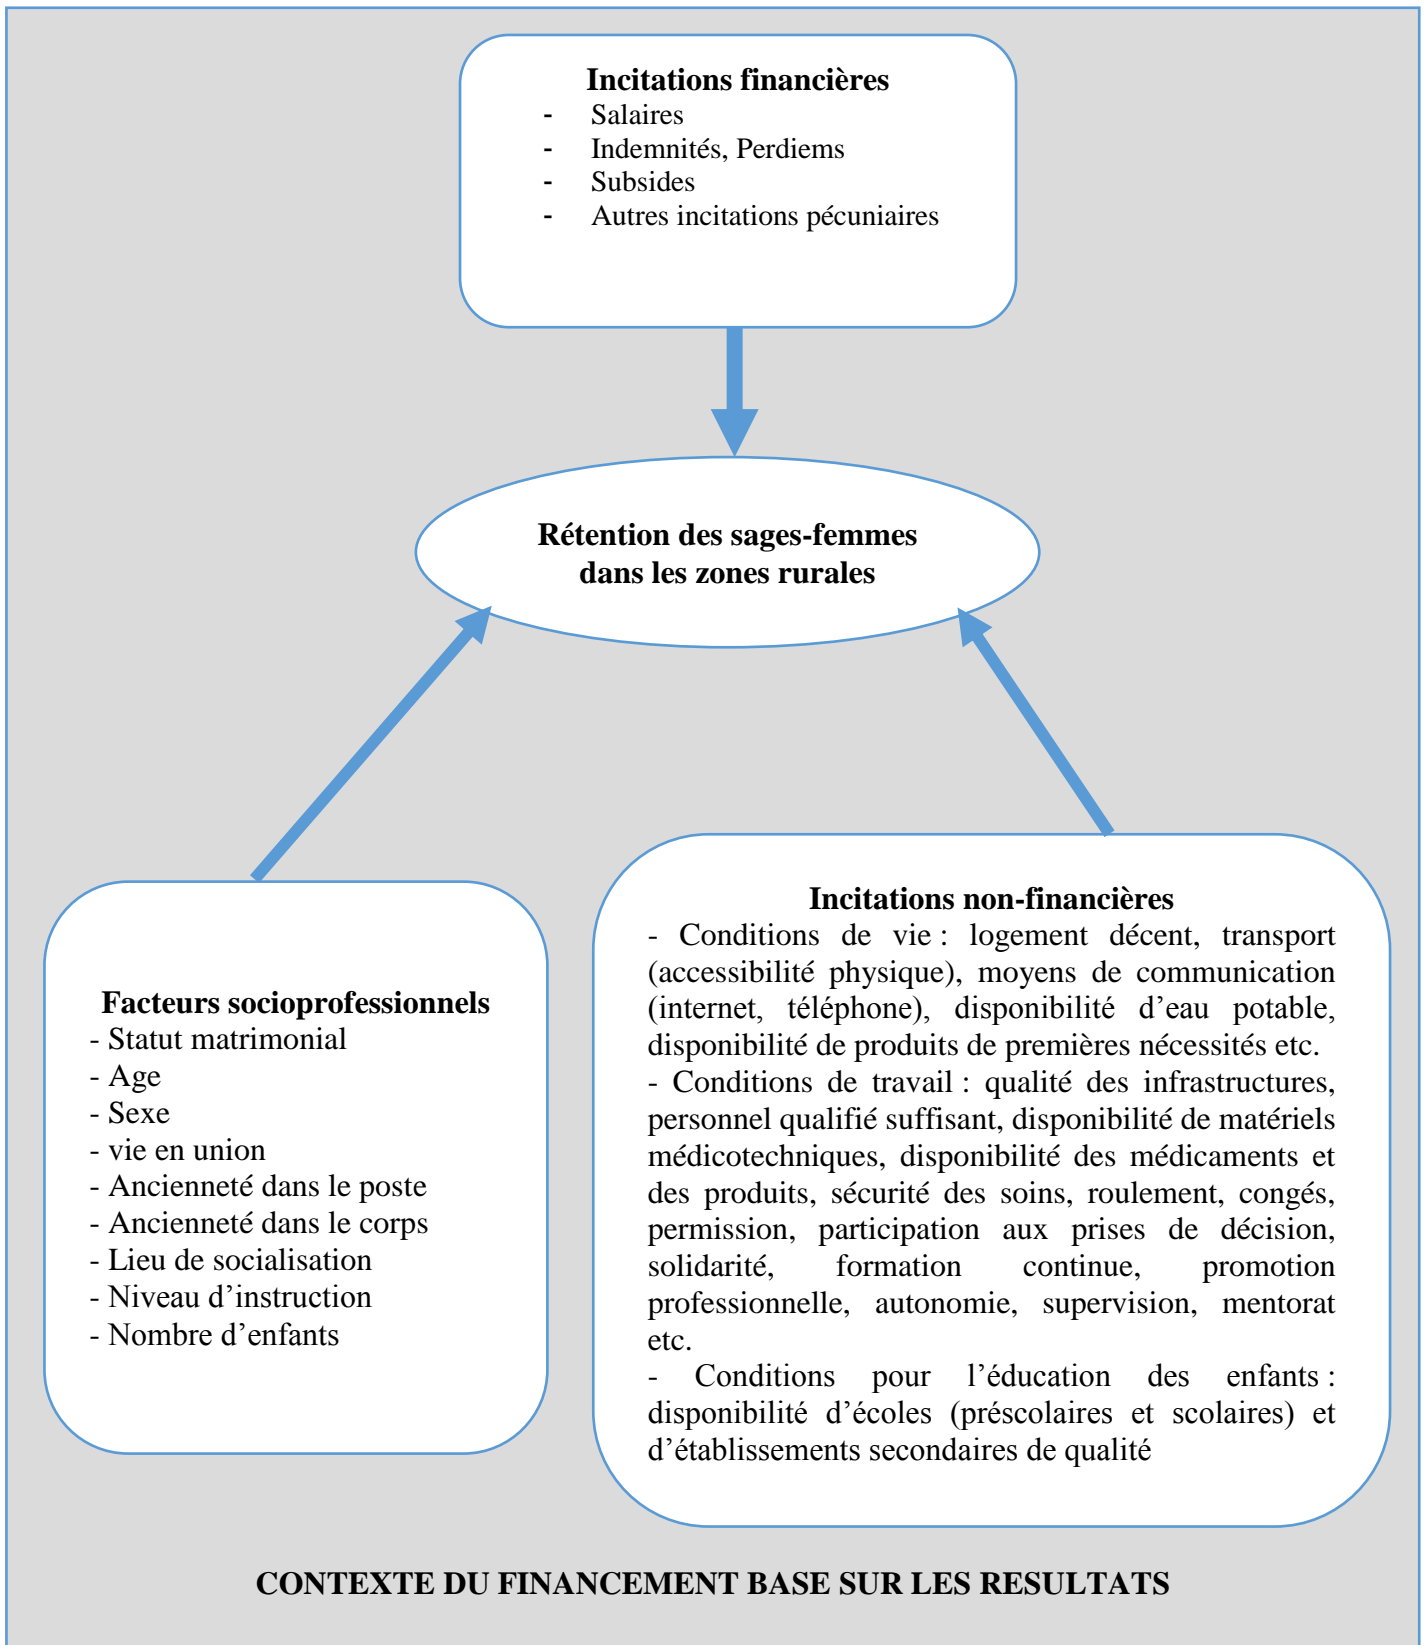 Incitations financières
- Salaires
- Indemnités, Perdiems
- Subsides
- Autres incitations pécuniaires
Rétention des sages-femmes
dans les zones rurales
Facteurs socioprofessionnels
- Statut matrimonial
- Age
- Sexe
- vie en union
- Ancienneté dans le poste
- Ancienneté dans le corps
- Lieu de socialisation
- Niveau d’instruction
- Nombre d’enfants
Incitations non-financières
- Conditions de vie : logement décent, transport
(accessibilité physique), moyens de communication
(internet, téléphone), disponibilité d’eau potable,
disponibilité de produits de premières nécessités etc.
- Conditions de travail : qualité des infrastructures,
personnel qualifié suffisant, disponibilité de matériels
médicotechniques, disponibilité des médicaments et
des produits, sécurité des soins, roulement, congés,
permission, participation aux prises de décision,
solidarité, formation continue, promotion
professionnelle, autonomie, supervision, mentorat
etc.
- Conditions pour l’éducation des enfants :
disponibilité d’écoles (préscolaires et scolaires) et
d’établissements secondaires de qualité
CONTEXTE DU FINANCEMENT BASE SUR LES RESULTATS